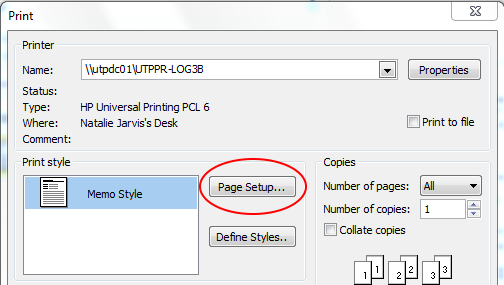 Print
Printer
Name: \\utpdc01\UTPPR-LOG3B Properties
Status:
Type: HP Universal Printing PCL 6
Where: Natalie Jarvis's Desk
Comment: Print to file
Print style
Memo Style
Page Setup...
Define Styles..
Copies
Number of pages: All
Number of copies: 1
Collate copies
1 1 2 2 3 3